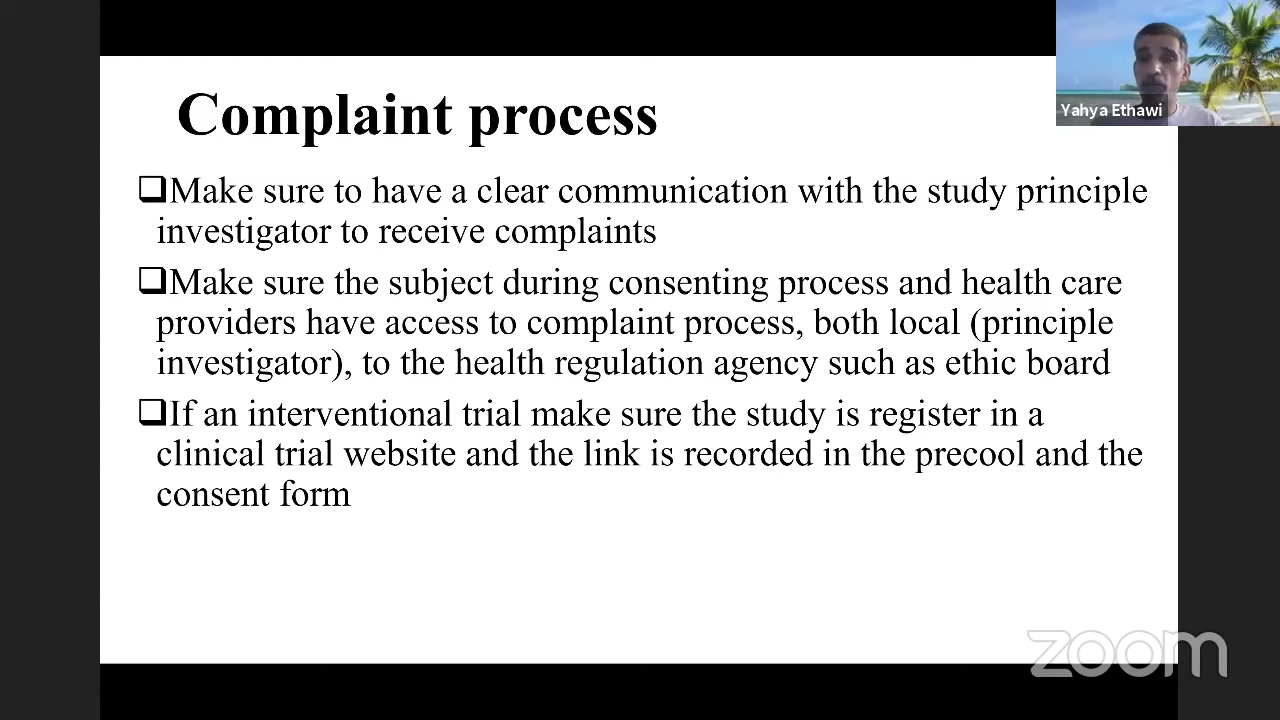 Complaint process
Yahya Ethawi
❑Make sure to have a clear communication with the study principle
investigator to receive complaints
❑Make sure the subject during consenting process and health care
providers have access to complaint process, both local (principle
investigator), to the health regulation agency such as ethic board
❑If an interventional trial make sure the study is register in a
clinical trial website and the link is recorded in the precool and the
consent form
zoom